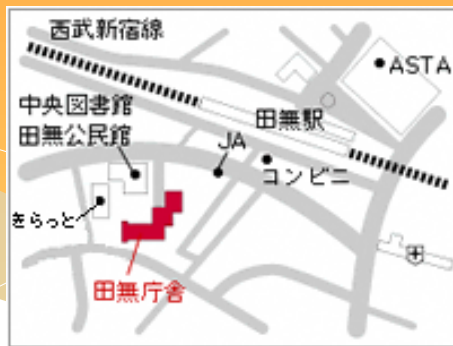 西武新宿線
ASTA
中央図書館
田無公民館
田無駅
JA
コンビニ
きらっと
田無庁舎